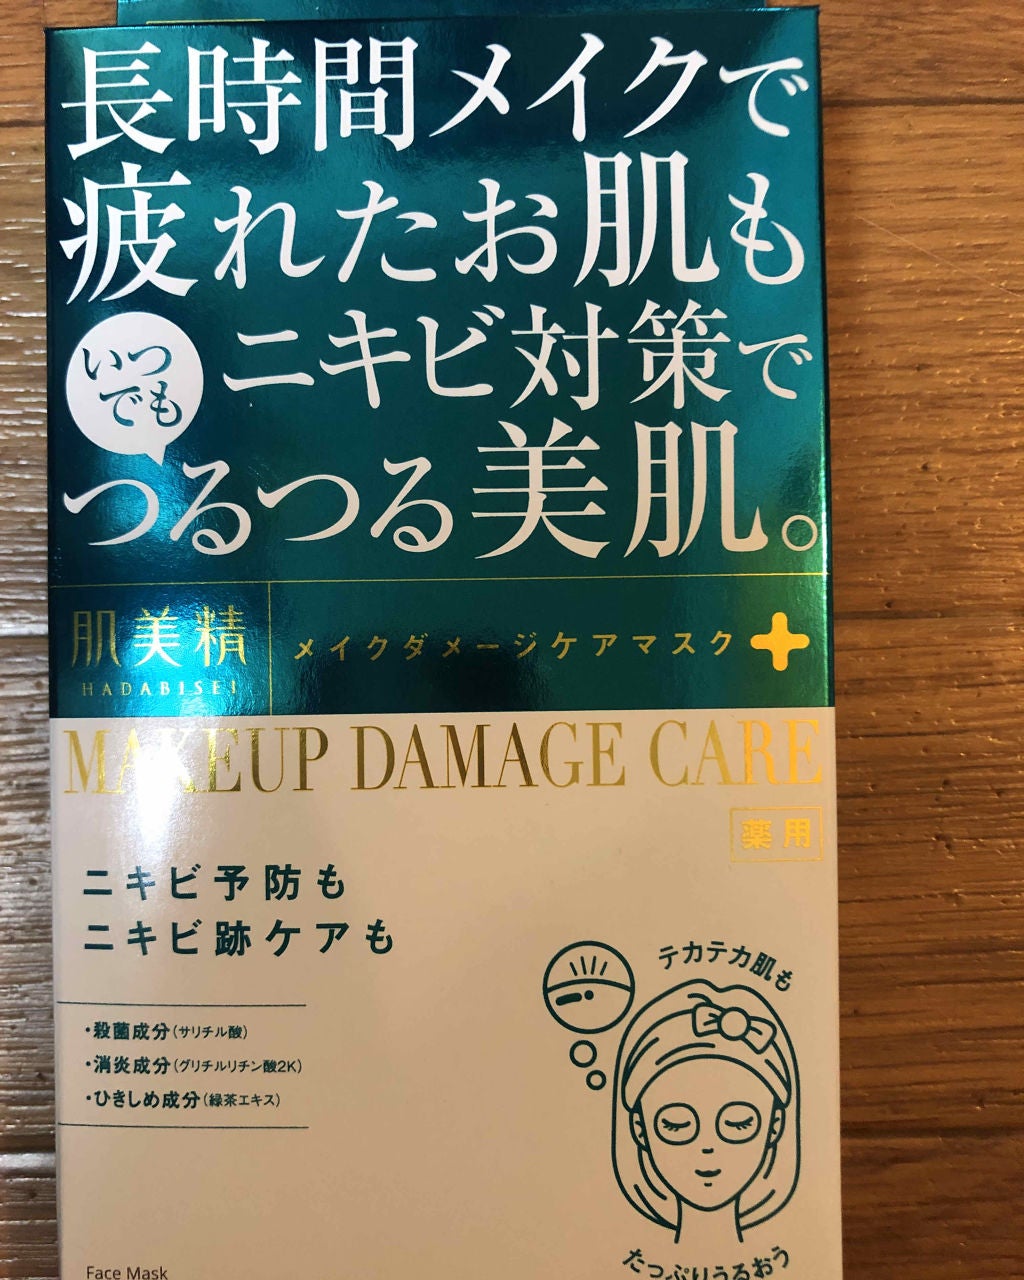 長時間メイクで
疲れたお肌も
いつ
でも
ニキビ対策で
つるつる美肌。
肌美精
HADABISEI
メイクダメージケアマスク
MAKEUP DAMAGE CARE
薬用
ニキビ予防も
ニキビ跡ケアも
・殺菌成分(サリチル酸)
・消炎成分(グリチルリチン酸2K)
・ひきしめ成分(緑茶エキス)
テカテカ肌も
たっぷりうるおう
Face Mask